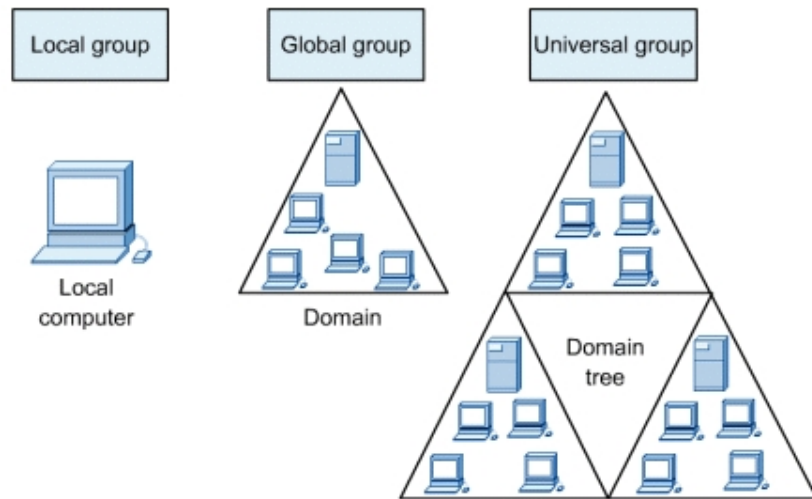 Local group
Global group
Universal group
Local
computer
Domain
Domain
tree